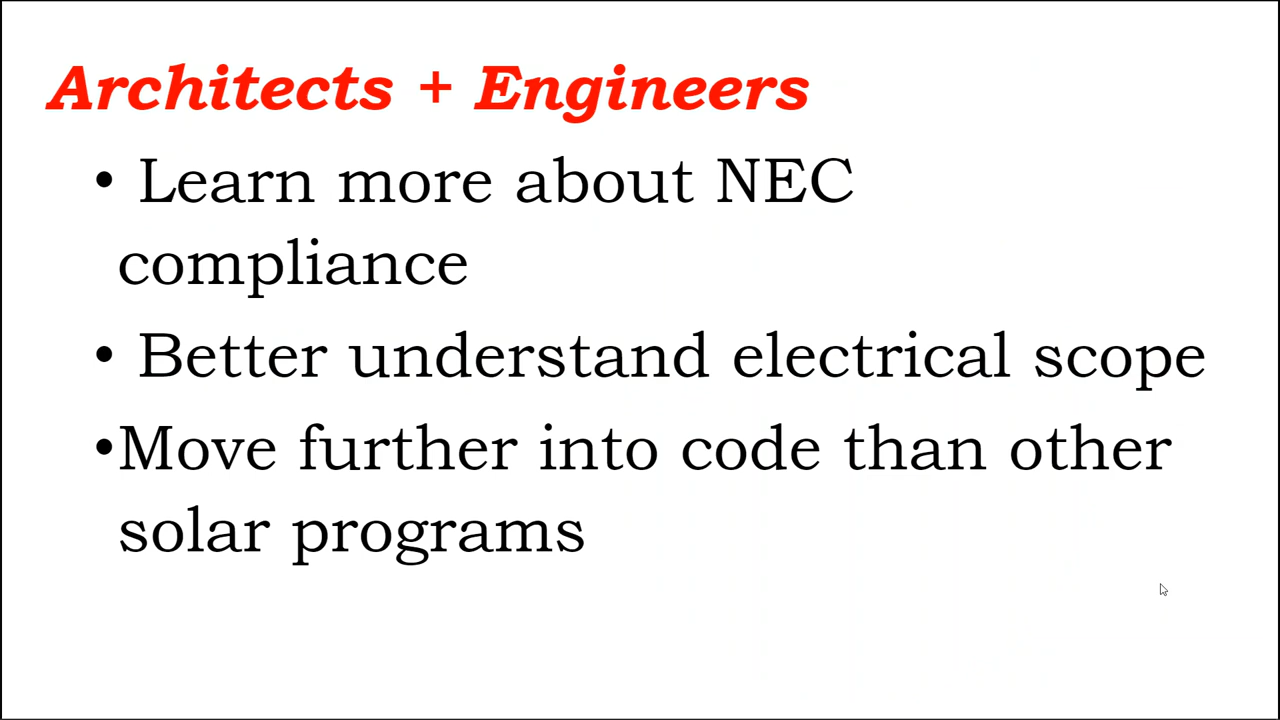 Architects + Engineers
• Learn more about NEC
compliance
• Better understand electrical scope
•Move further into code than other
solar programs